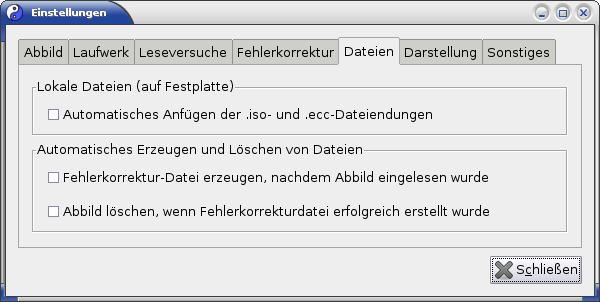 Einstellungen
Abbild Laufwerk Leseversuche Fehlerkorrektur Dateien Darstellung Sonstiges
Lokale Dateien (auf Festplatte)
Automatisches Anfügen der .iso- und .ecc-Dateiendungen
Automatisches Erzeugen und Löschen von Dateien
Fehlerkorrektur-Datei erzeugen, nachdem Abbild eingelesen wurde
Abbild löschen, wenn Fehlerkorrekturdatei erfolgreich erstellt wurde
Schließen